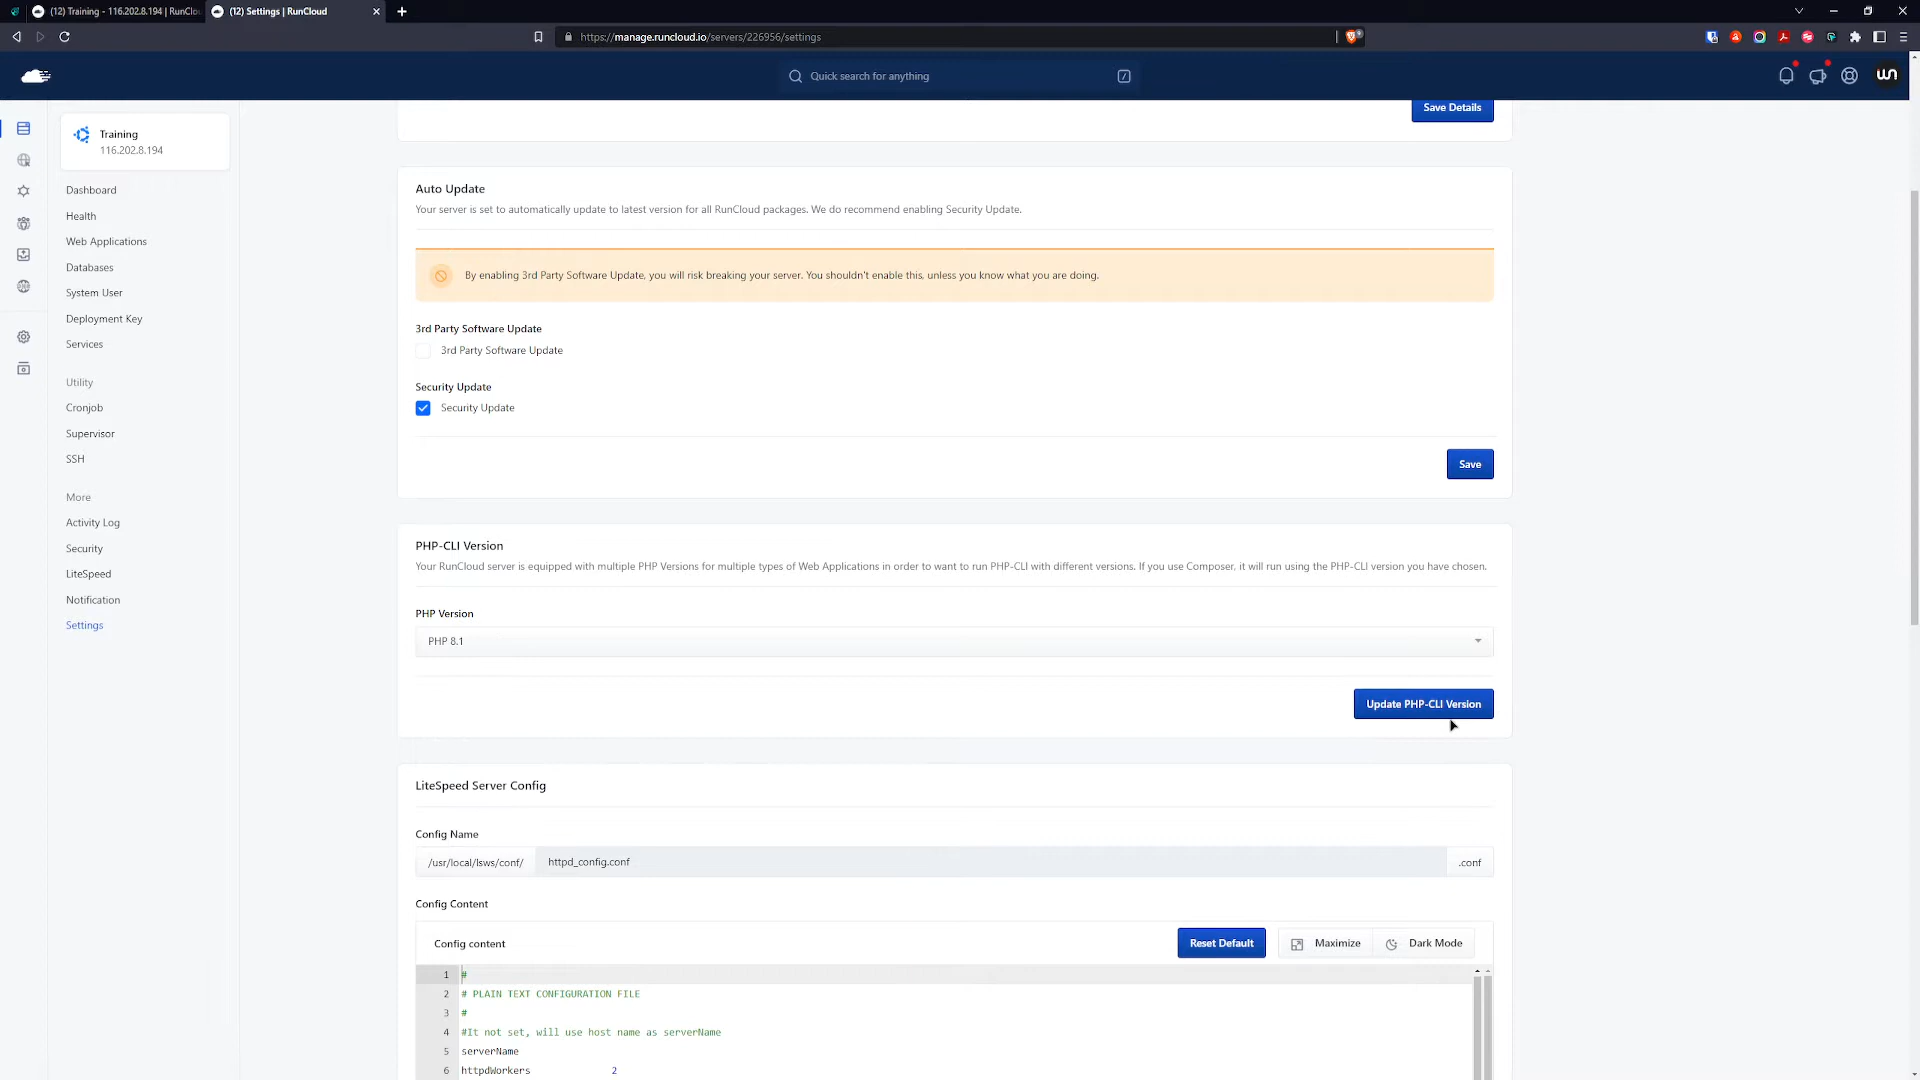 (12) Training - 116.202.8.194 | RunClo
(12) Settings | RunCloud
https://manage.runcloud.io/servers/226956/settings
Quick search for anything
/
Training
116.202.8.194
Save Details
Dashboard
Health
Web Applications
Databases
System User
Deployment Key
Services
Utility
Cronjob
Supervisor
SSH
More
Activity Log
Security
LiteSpeed
Notification
Settings
Auto Update
Your server is set to automatically update to latest version for all RunCloud packages. We do recommend enabling Security Update.
By enabling 3rd Party Software Update, you will risk breaking your server. You shouldn't enable this, unless you know what you are doing.
3rd Party Software Update
3rd Party Software Update
Security Update
Security Update
Save
PHP-CLI Version
Your RunCloud server is equipped with multiple PHP Versions for multiple types of Web Applications in order to want to run PHP-CLI with different versions. If you use Composer, it will run using the PHP-CLI version you have chosen.
PHP Version
PHP 8.1
Update PHP-CLI Version
LiteSpeed Server Config
Config Name
/usr/local/lsws/conf/ httpd_config.conf .conf
Config Content
Config content
Reset Default
Maximize
Dark Mode
1 #
2 # PLAIN TEXT CONFIGURATION FILE
3 #
4 #It not set, will use host name as serverName
5 serverName
6 httpdWorkers 2